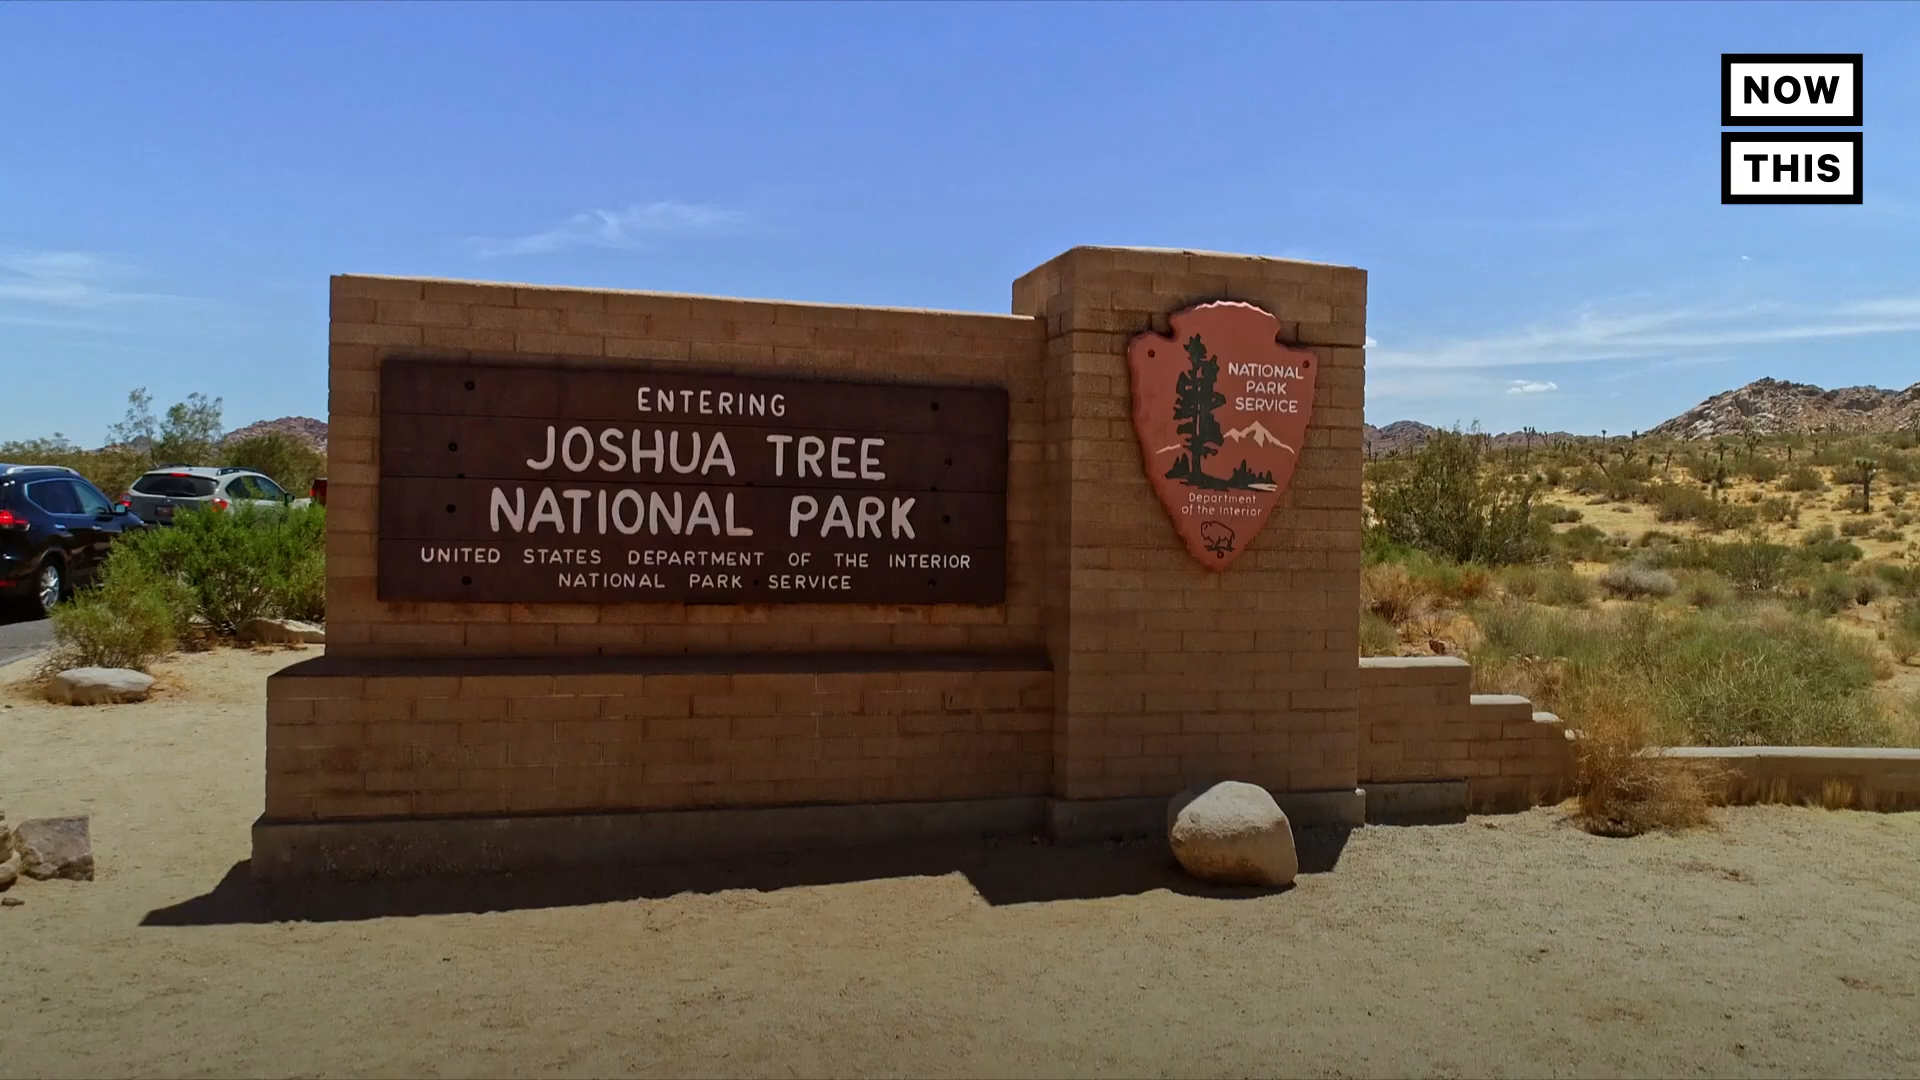 NOW
THIS
ENTERING
JOSHUA TREE
NATIONAL PARK
UNITED STATES DEPARTMENT OF THE INTERIOR
NATIONAL PARK SERVICE
NATIONAL
PARK
SERVICE
Department
of the Interior